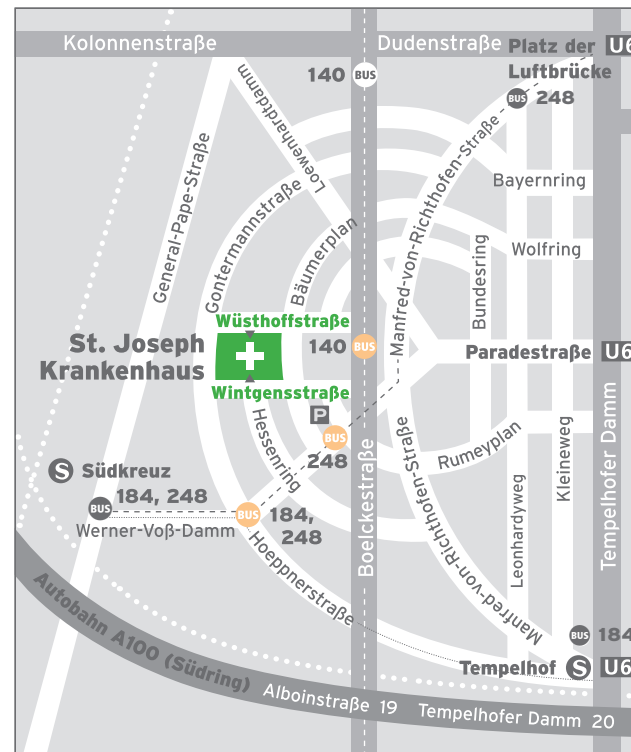 Kolonnenstraße
Dudenstraße
Platz der U6
Luftbrücke
140 BUS
BUS 248
Loewenhardtdamm
General-Pape-Straße
Gontermannstraße
Bäumerplan
Manfred-von-Richthofen-Straße
Bayernring
Wolfring
Bundesring
Wüsthoffstraße
St. Joseph
Krankenhaus
140 BUS
Paradestraße U6
Wintgensstraße
P
BUS
248
Hessenring
Boelckestraße
Manfred-von-Richthofen-Straße
Rumeyplan
Kleineweg
Leonhardyweg
Tempelhofer Damm
S Südkreuz
184, 248
BUS
BUS 184,
248
Werner-Voß-Damm
Hoeppnerstraße
Autobahn A100 (Südring)
BUS 184
Tempelhof S U6
Alboinstraße 19
Tempelhofer Damm 20